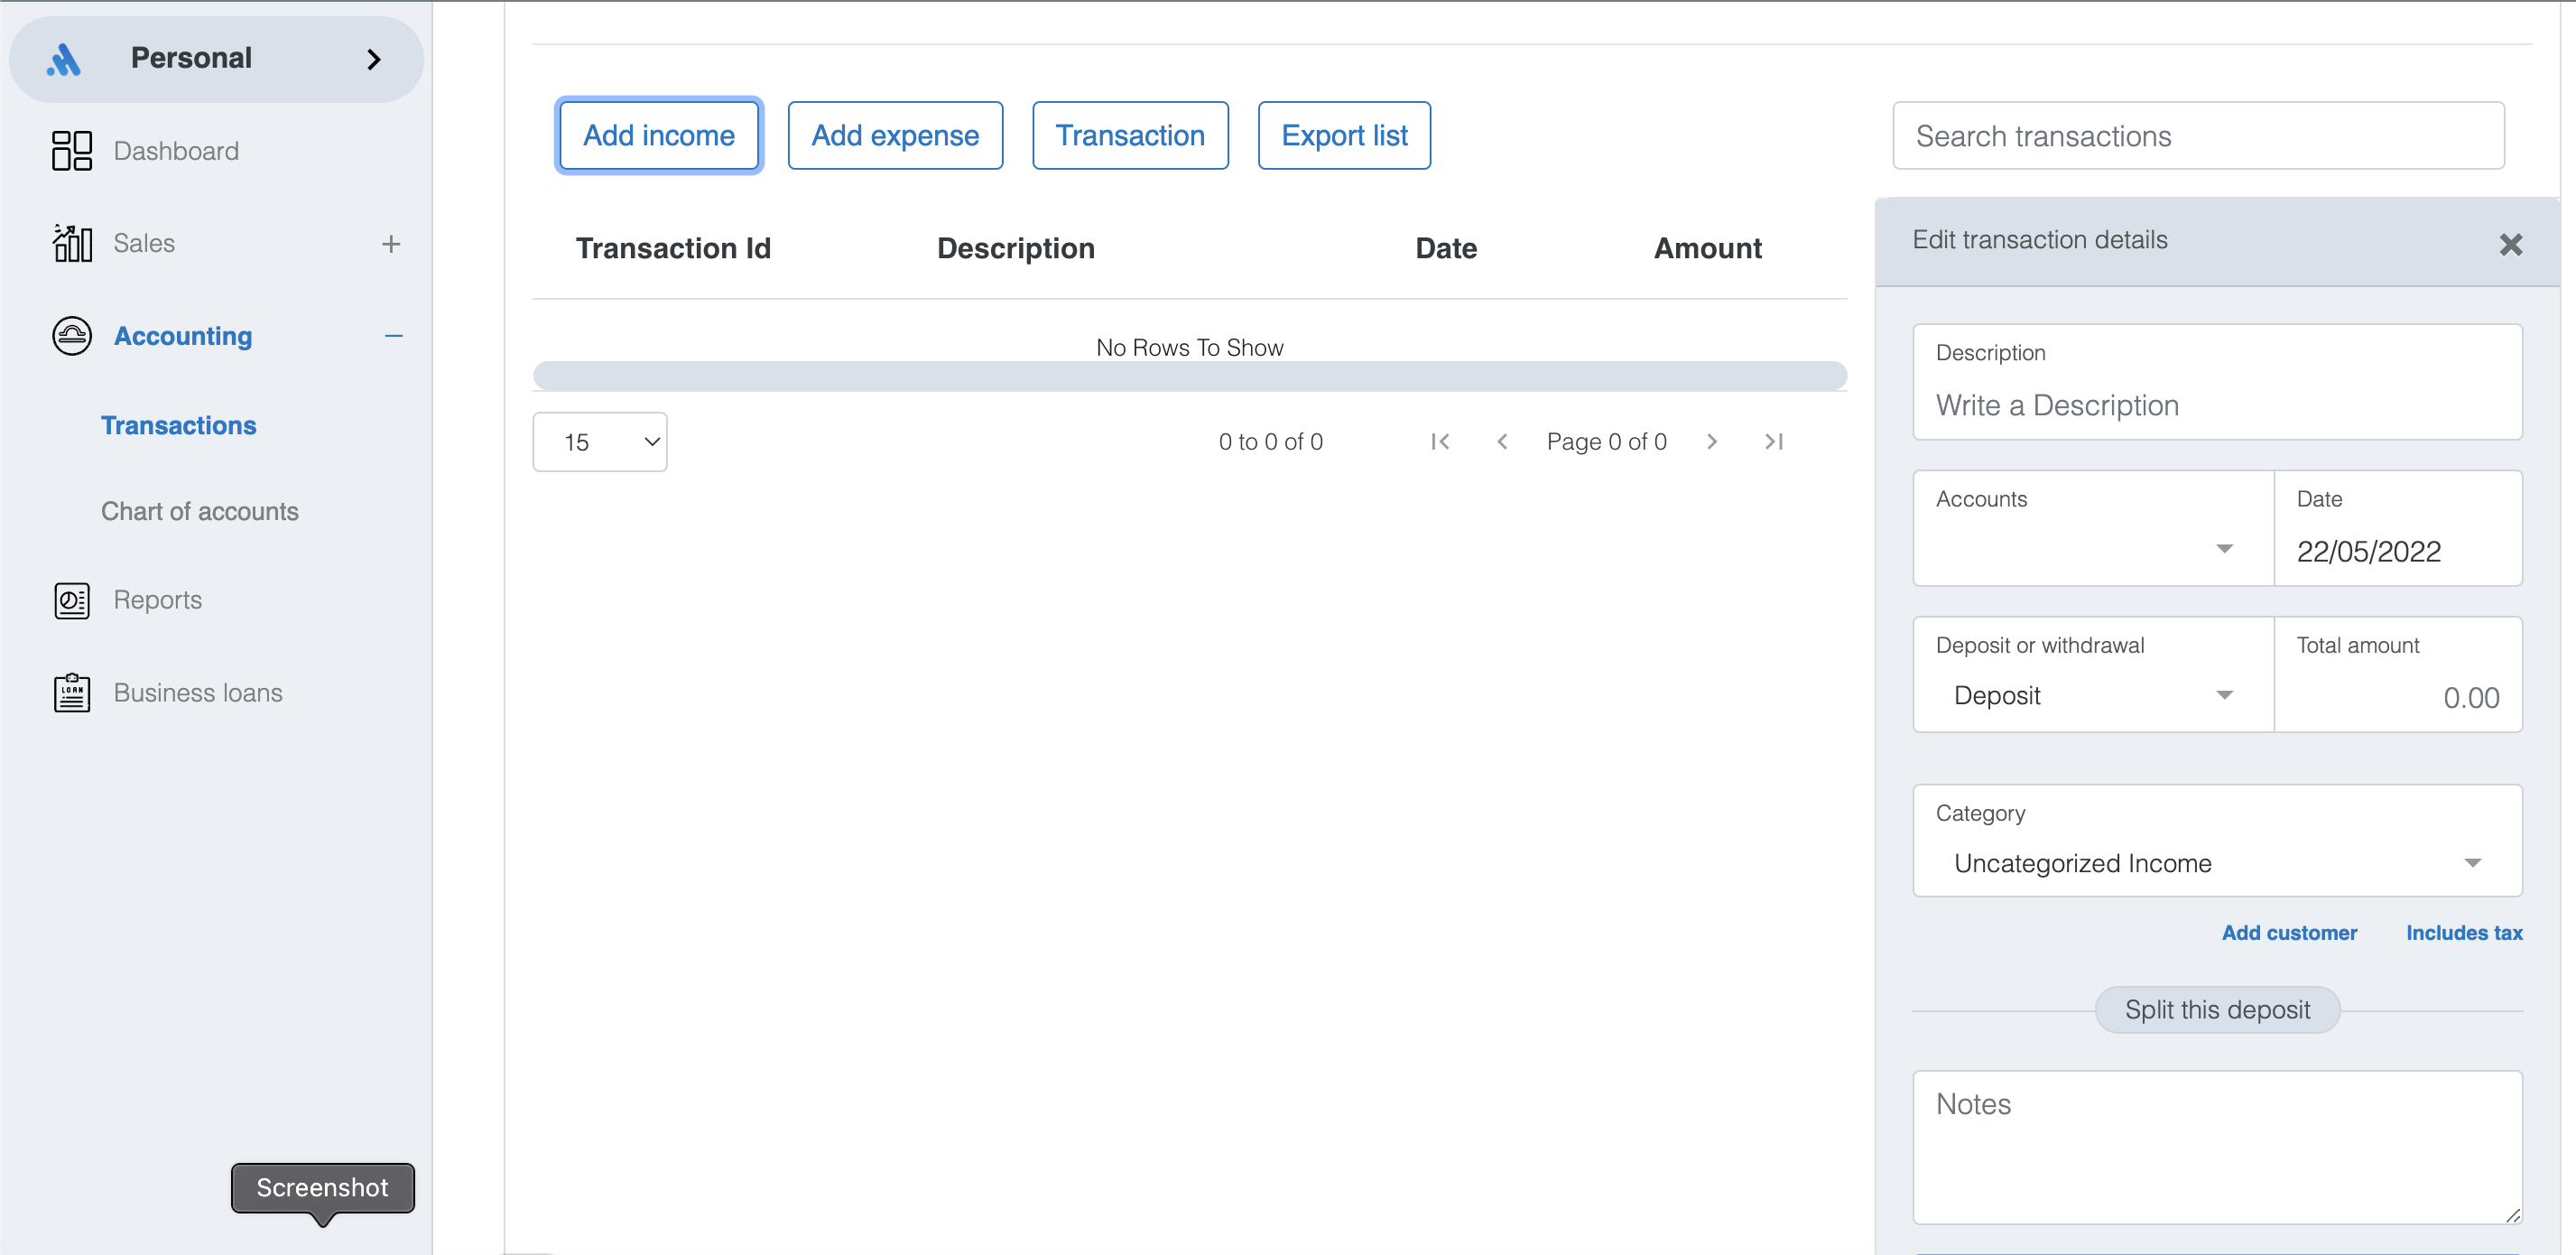 Personal
Dashboard
Sales
Accounting
Transactions
Chart of accounts
Reports
LOAN
Business loans
Screenshot
Add income
Add expense
Transaction
Export list
Search transactions
Transaction Id
Description
Date
Amount
No Rows To Show
15
0 to 0 of 0
Page 0 of 0
Edit transaction details
Description
Write a Description
Accounts
Date
22/05/2022
Deposit or withdrawal
Deposit
Total amount
0.00
Category
Uncategorized Income
Add customer
Includes tax
Split this deposit
Notes